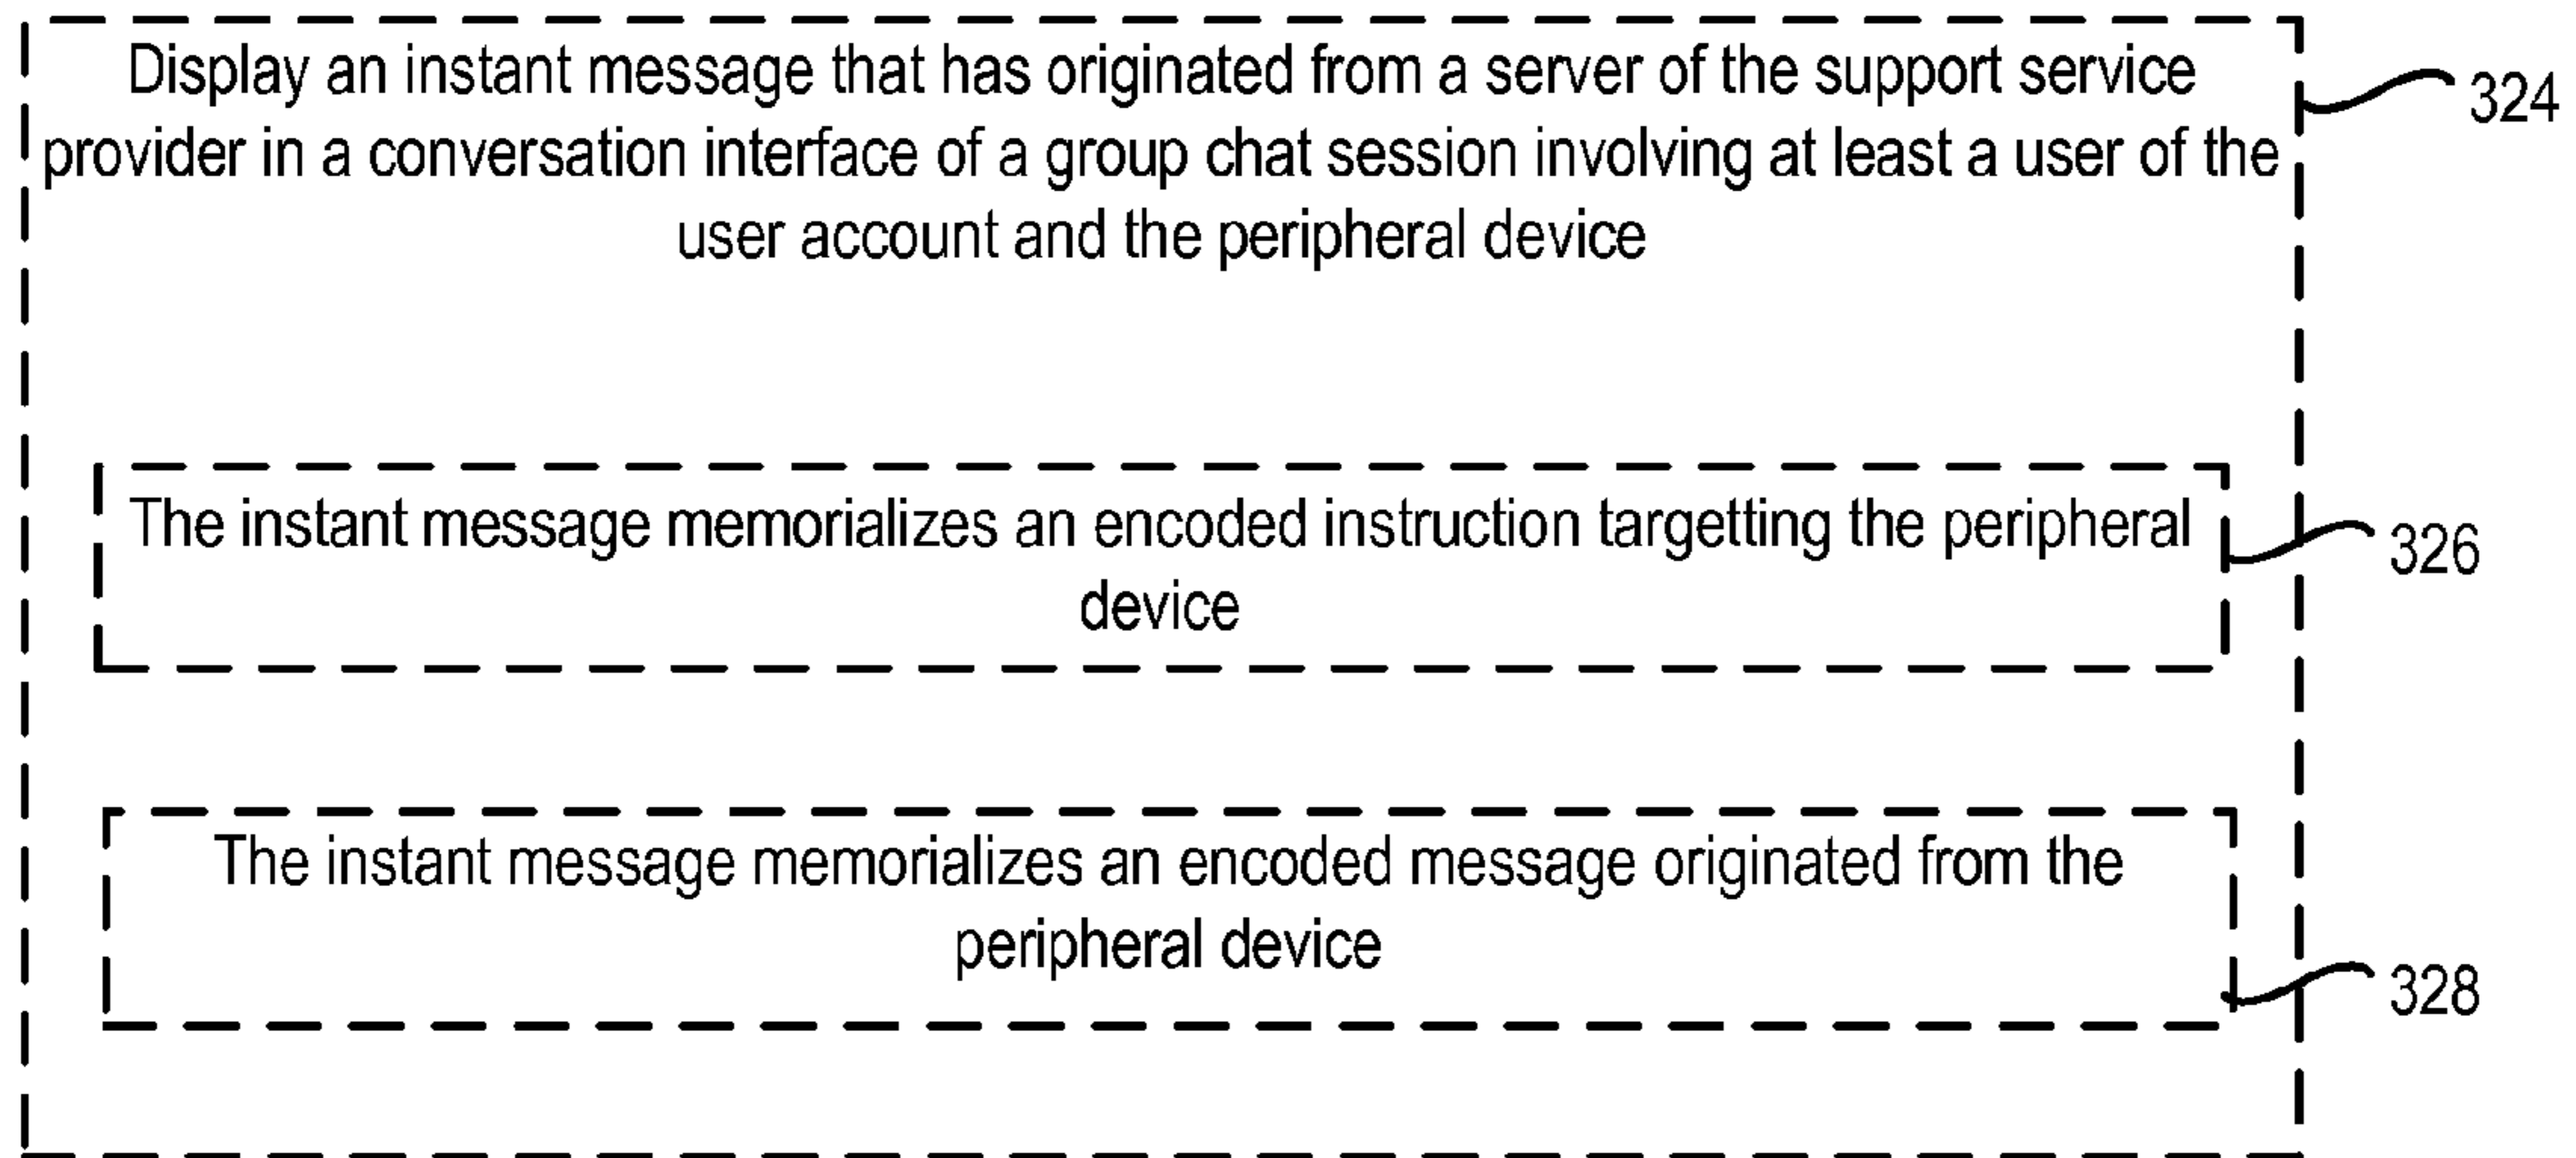 Display an instant message that has originated from a server of the support service
324
provider in a conversation interface of a group chat session involving at least a user of the
user account and the peripheral device
The instant message memorializes an encoded instruction targetting the peripheral
326
device
The instant message memorializes an encoded message originated from the
peripheral device
328